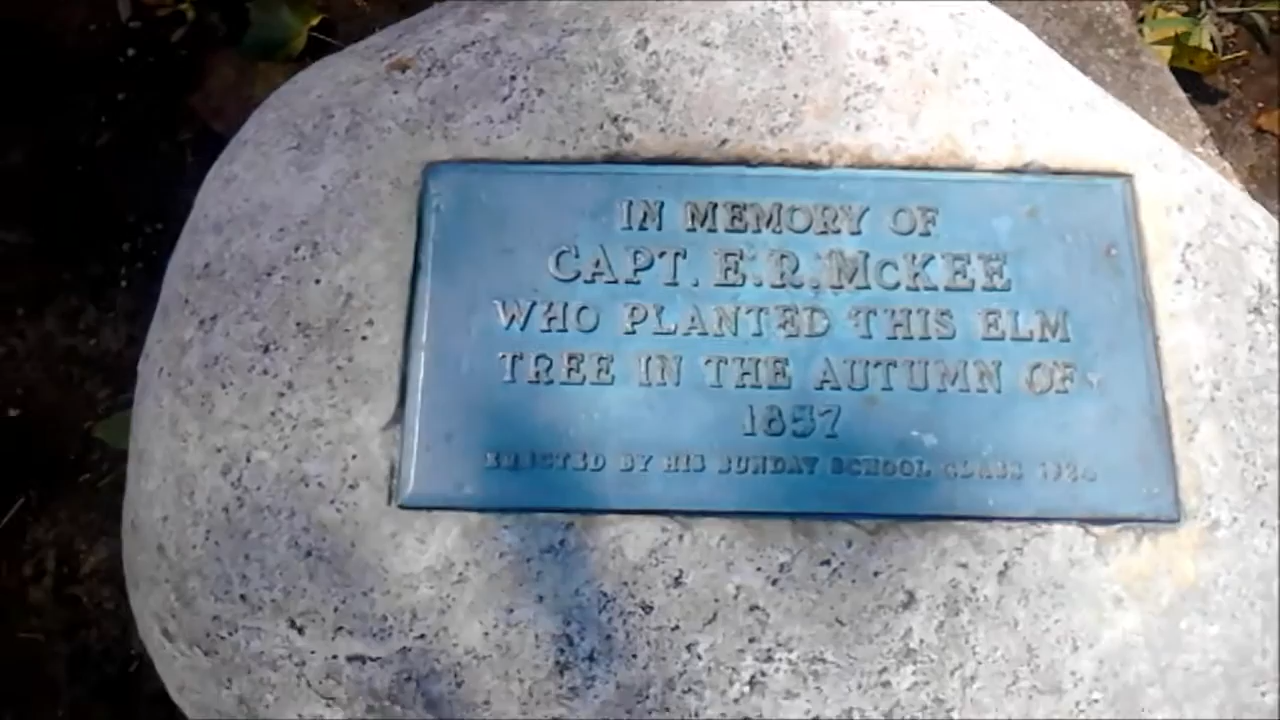 IN MEMORY OF
CAPT. E.R. McKEE
WHO PLANTED THIS ELM
TREE IN THE AUTUMN OF
1857
ERECTED BY HIS SUNDAY SCHOOL CLASS